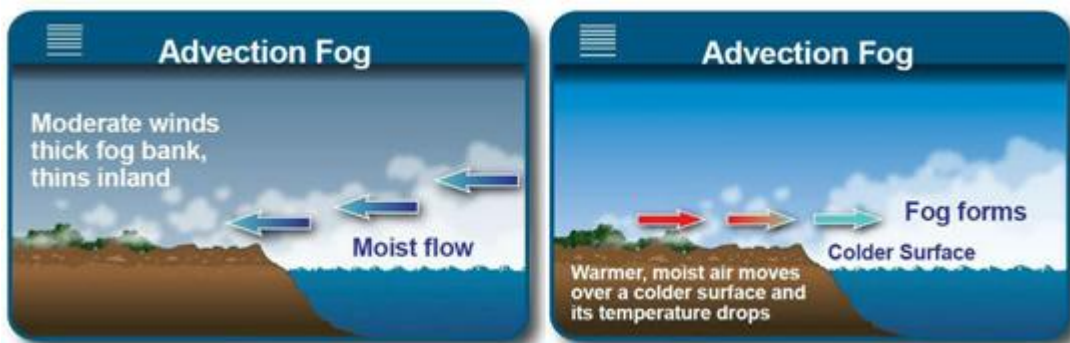 Advection Fog
Moderate winds
thick fog bank,
thins inland
Moist flow
Advection Fog
Fog forms
Colder Surface
Warmer, moist air moves
over a colder surface and
its temperature drops